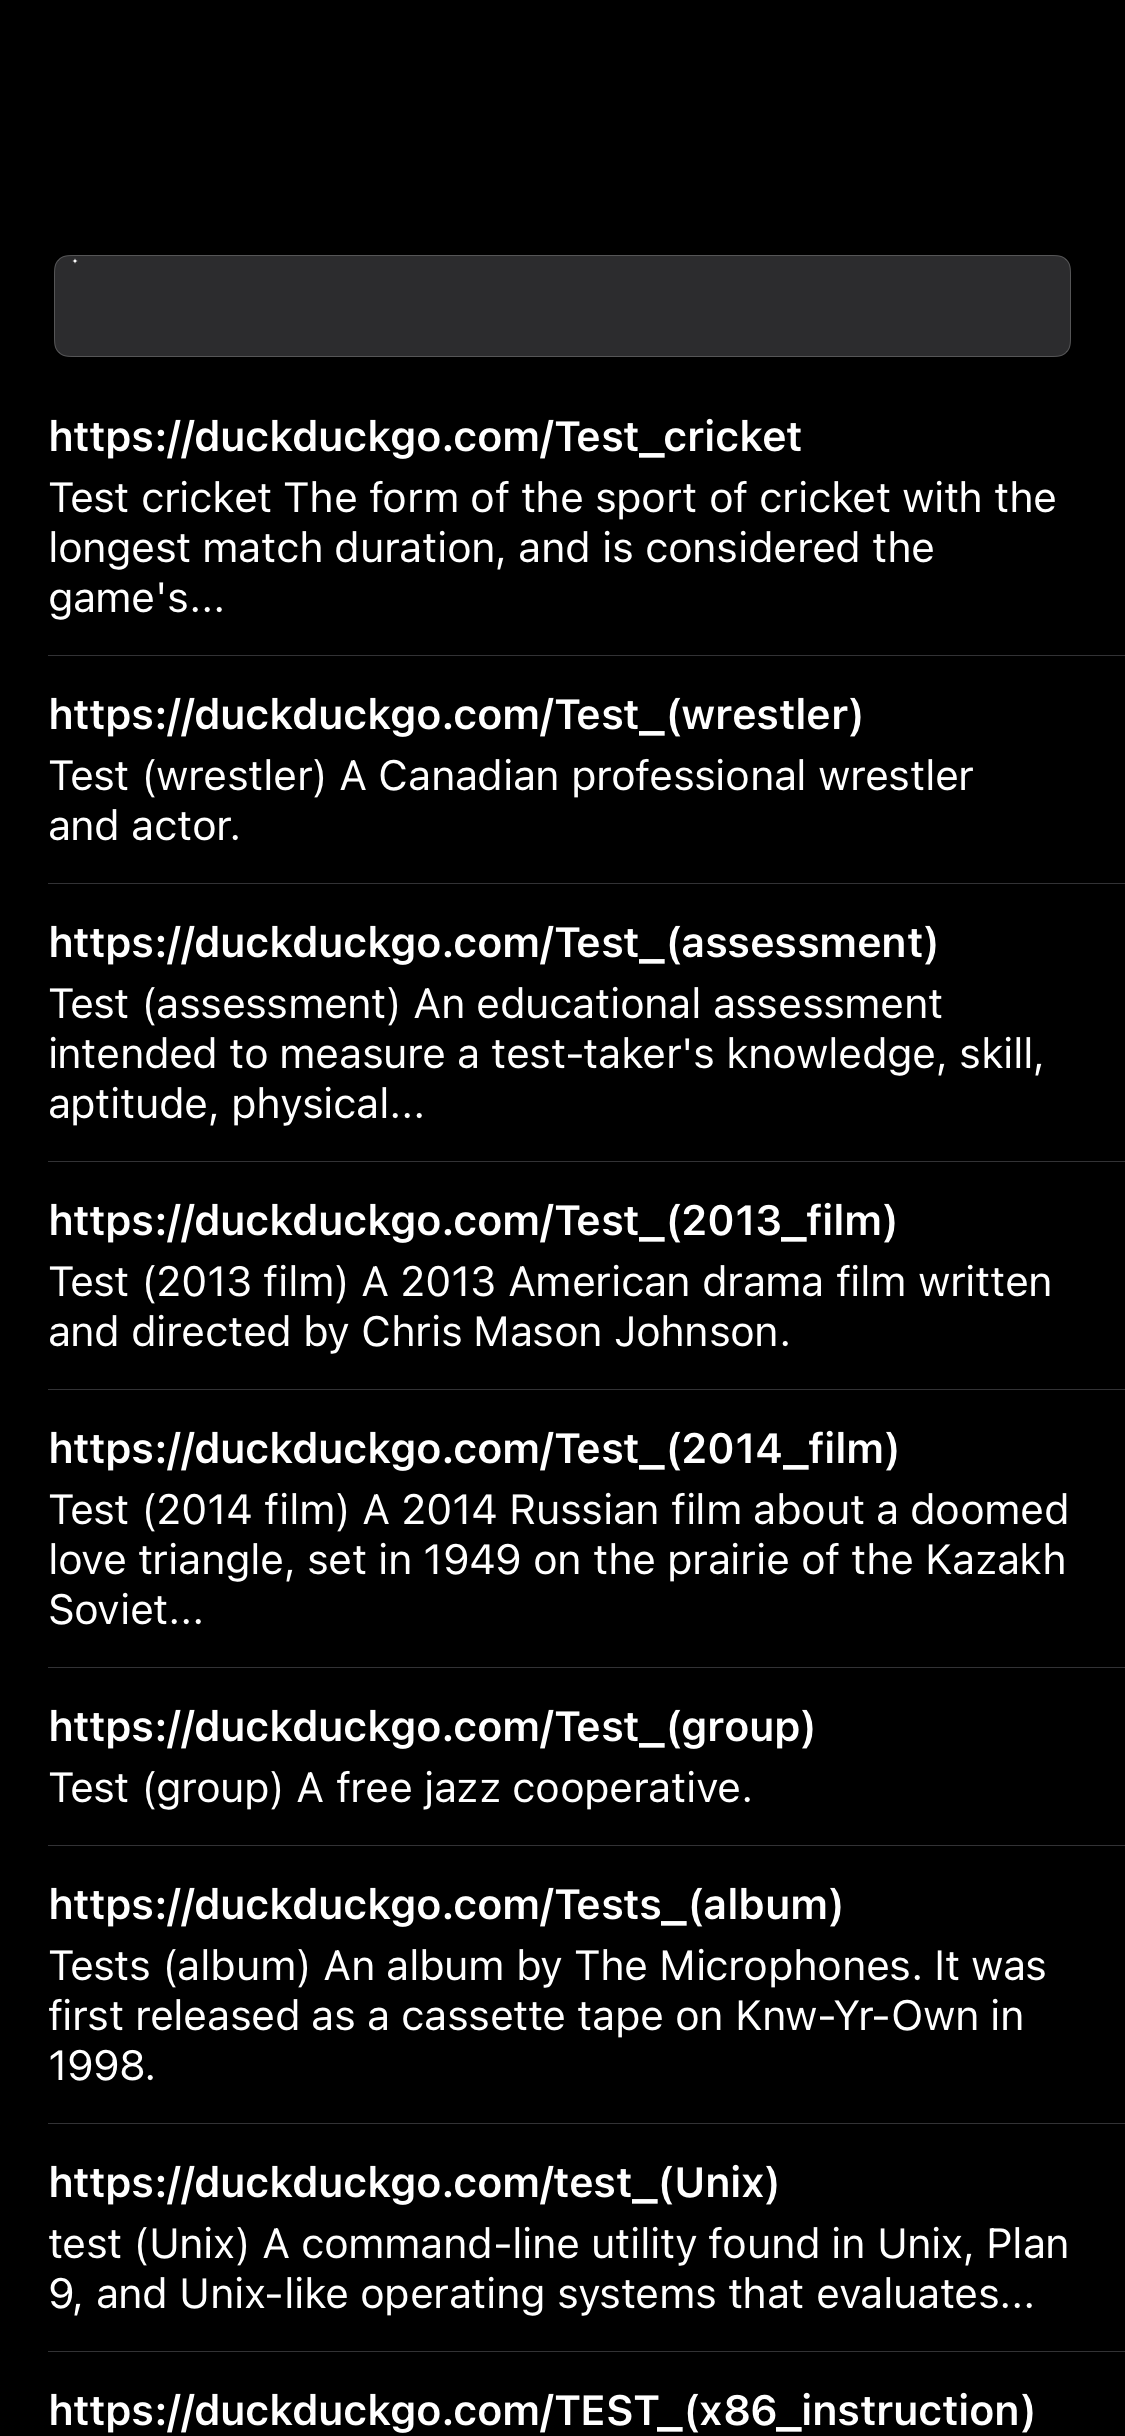 https://duckduckgo.com/Test_cricket
Test cricket The form of the sport of cricket with the
longest match duration, and is considered the
game's...
https://duckduckgo.com/Test_(wrestler)
Test (wrestler) A Canadian professional wrestler
and actor.
https://duckduckgo.com/Test_(assessment)
Test (assessment) An educational assessment
intended to measure a test-taker's knowledge, skill,
aptitude, physical...
https://duckduckgo.com/Test_(2013_film)
Test (2013 film) A 2013 American drama film written
and directed by Chris Mason Johnson.
https://duckduckgo.com/Test_(2014_film)
Test (2014 film) A 2014 Russian film about a doomed
love triangle, set in 1949 on the prairie of the Kazakh
Soviet...
https://duckduckgo.com/Test_(group)
Test (group) A free jazz cooperative.
https://duckduckgo.com/Tests_(album)
Tests (album) An album by The Microphones. It was
first released as a cassette tape on Knw-Yr-Own in
1998.
https://duckduckgo.com/test_(Unix)
test (Unix) A command-line utility found in Unix, Plan
9, and Unix-like operating systems that evaluates...
https://duckduckgo.com/TEST_(x86_instruction)